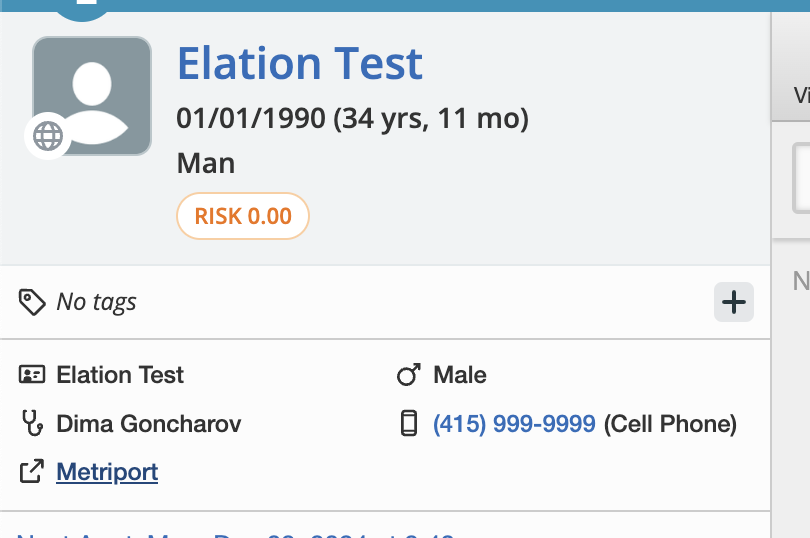 Elation Test
01/01/1990 (34 yrs, 11 mo)
Man
RISK 0.00
No tags
Elation Test
Male
Dima Goncharov
(415) 999-9999 (Cell Phone)
Metriport
Vi
N